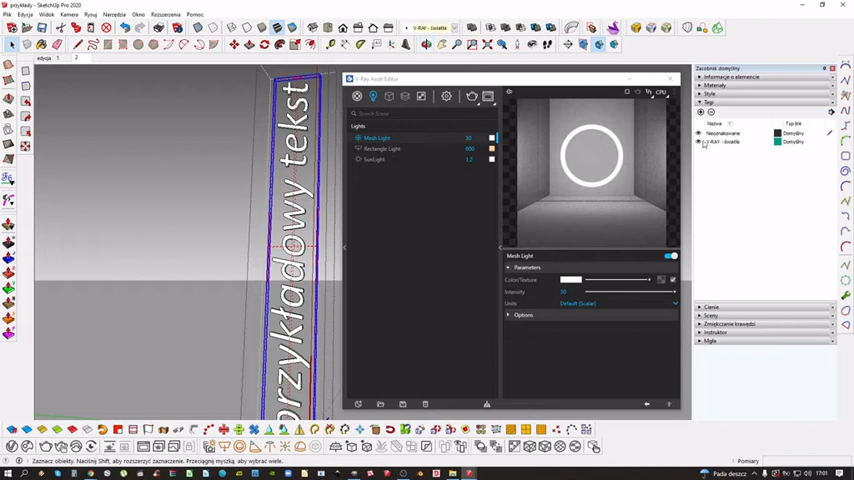 przykłady - SketchUp Pro 2020
Plik Edycja Widok Kamera Rysuj Narzędzia Okno Rozszerzenia Pomoc
V-RAY - światła
edycja 1 2
Zasobnik domyślny
Informacje o elemencie
Materiały
Style
Tagi
Nazwa Typ linii
Nieoznakowane Domyślny
V-RAY - światła Domyślny
Cienie
Sceny
Zmiękczanie krawędzi
Instruktor
Mgła
przykładowy tekst
V-Ray Asset Editor
CPU
Search Scene
Lights
Mesh Light 30
Rectangle Light 600
SunLight 1,2
Mesh Light
Parameters
Color/Texture
Intensity 30
Units Default (Scalar)
Options
Zaznacz obiekty. Naciśnij Shift, aby rozszerzyć zaznaczenie. Przeciągnij myszką, aby wybrać wiele.
Pomiary
Pada deszcz
17:01